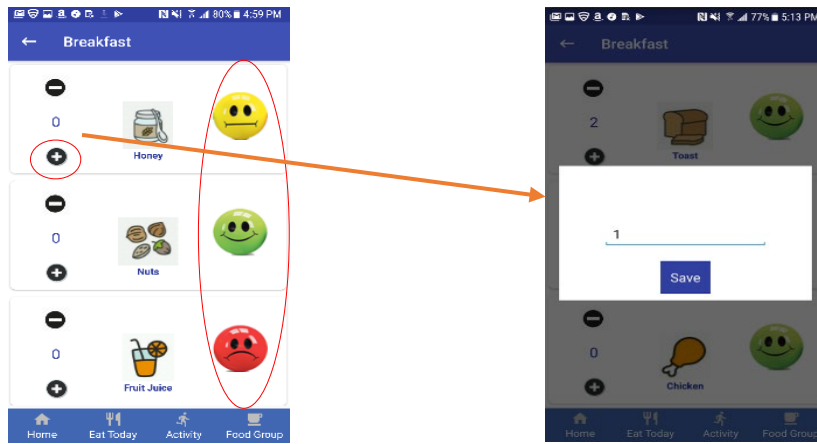 80% 4:59 PM
Breakfast
0
Honey
0
Nuts
0
Fruit Juice
Home Eat Today Activity Food Group
77% 5:13 PM
Breakfast
2
Toast
1
Save
0
Chicken
Home Eat Today Activity Food Group